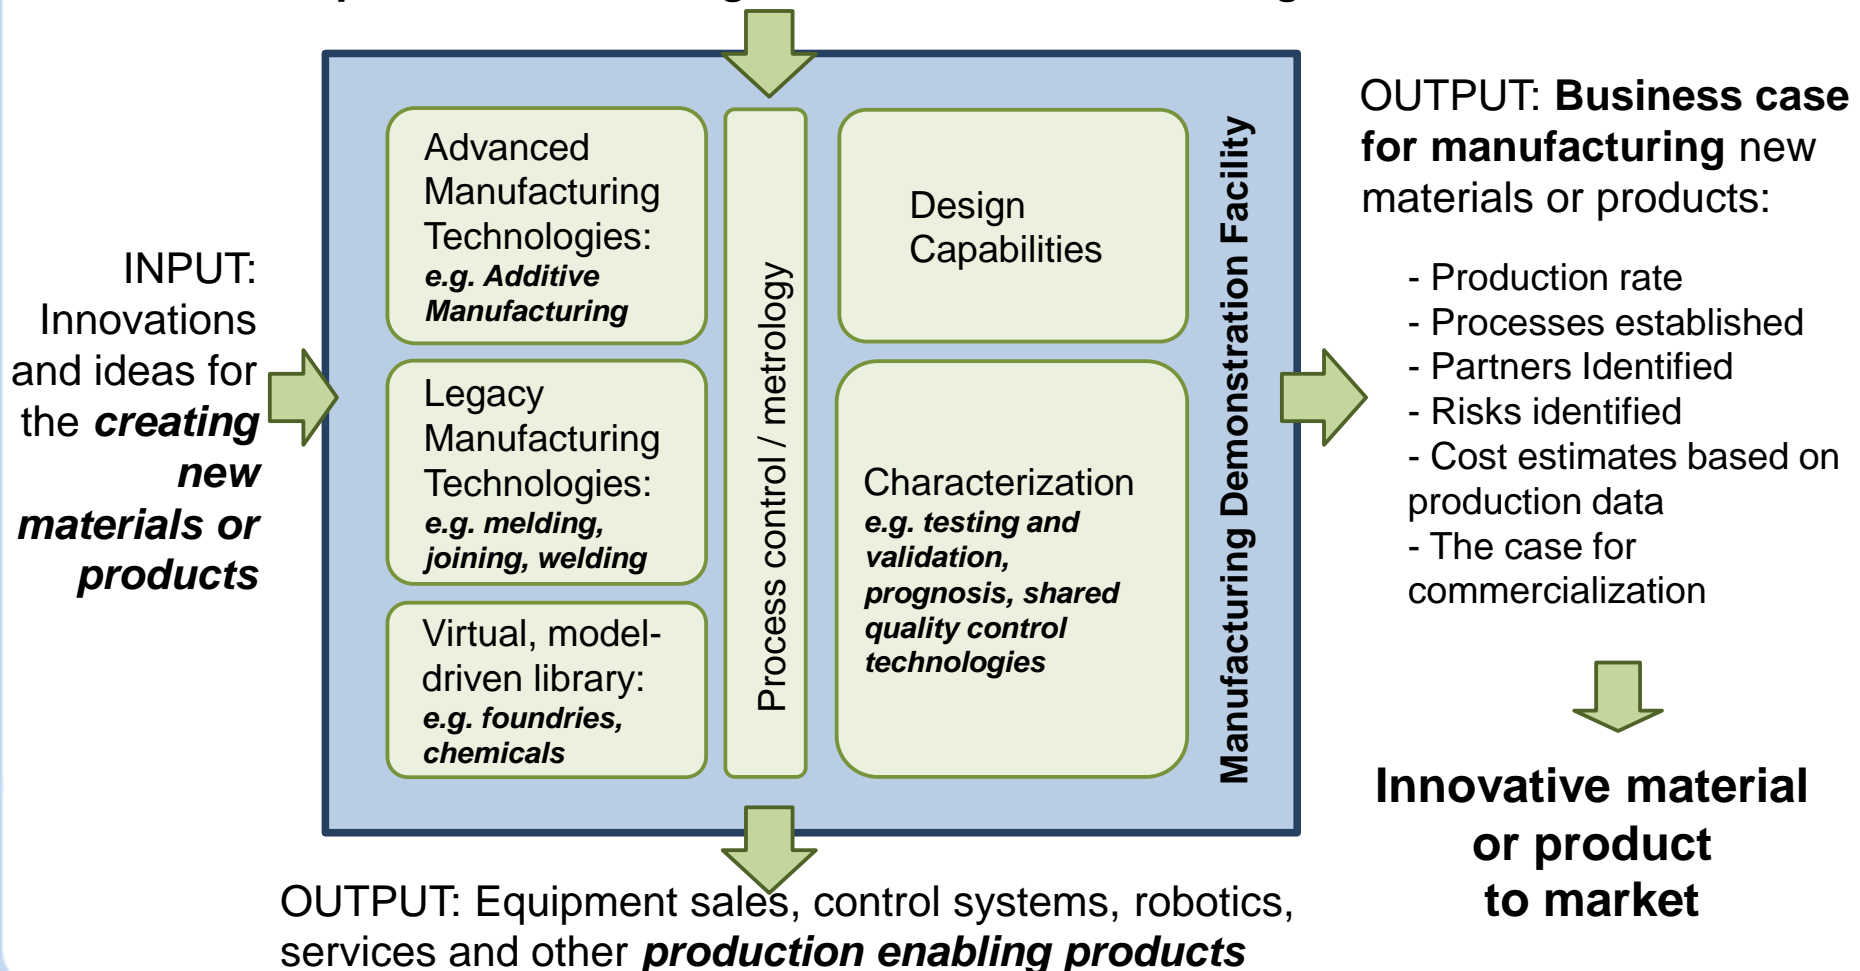 INPUT:
Innovations
and ideas for
the creating
new
materials or
products
Advanced
Manufacturing
Technologies:
e.g. Additive
Manufacturing
Legacy
Manufacturing
Technologies:
e.g. melding,
joining, welding
Virtual, model-
driven library:
e.g. foundries,
chemicals
Process control / metrology
Design
Capabilities
Characterization
e.g. testing and
validation,
prognosis, shared
quality control
technologies
Manufacturing Demonstration Facility
OUTPUT: Business case
for manufacturing new
materials or products:
- Production rate
- Processes established
- Partners Identified
- Risks identified
- Cost estimates based on
production data
- The case for
commercialization
Innovative material
or product
to market
OUTPUT: Equipment sales, control systems, robotics,
services and other production enabling products